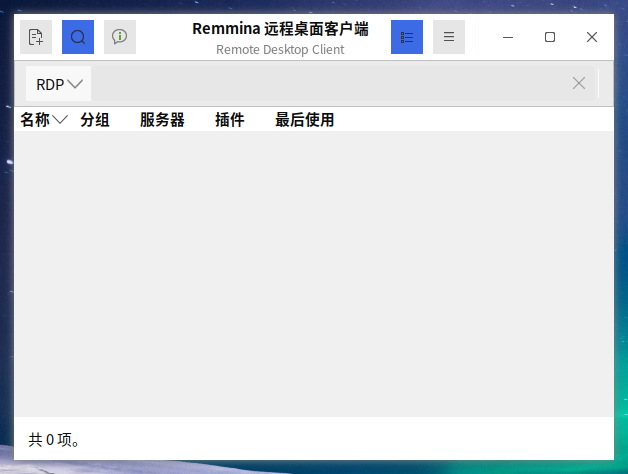 Remmina 远程桌面客户端
Remote Desktop Client
RDP
名称 分组 服务器 插件 最后使用
共 0 项。